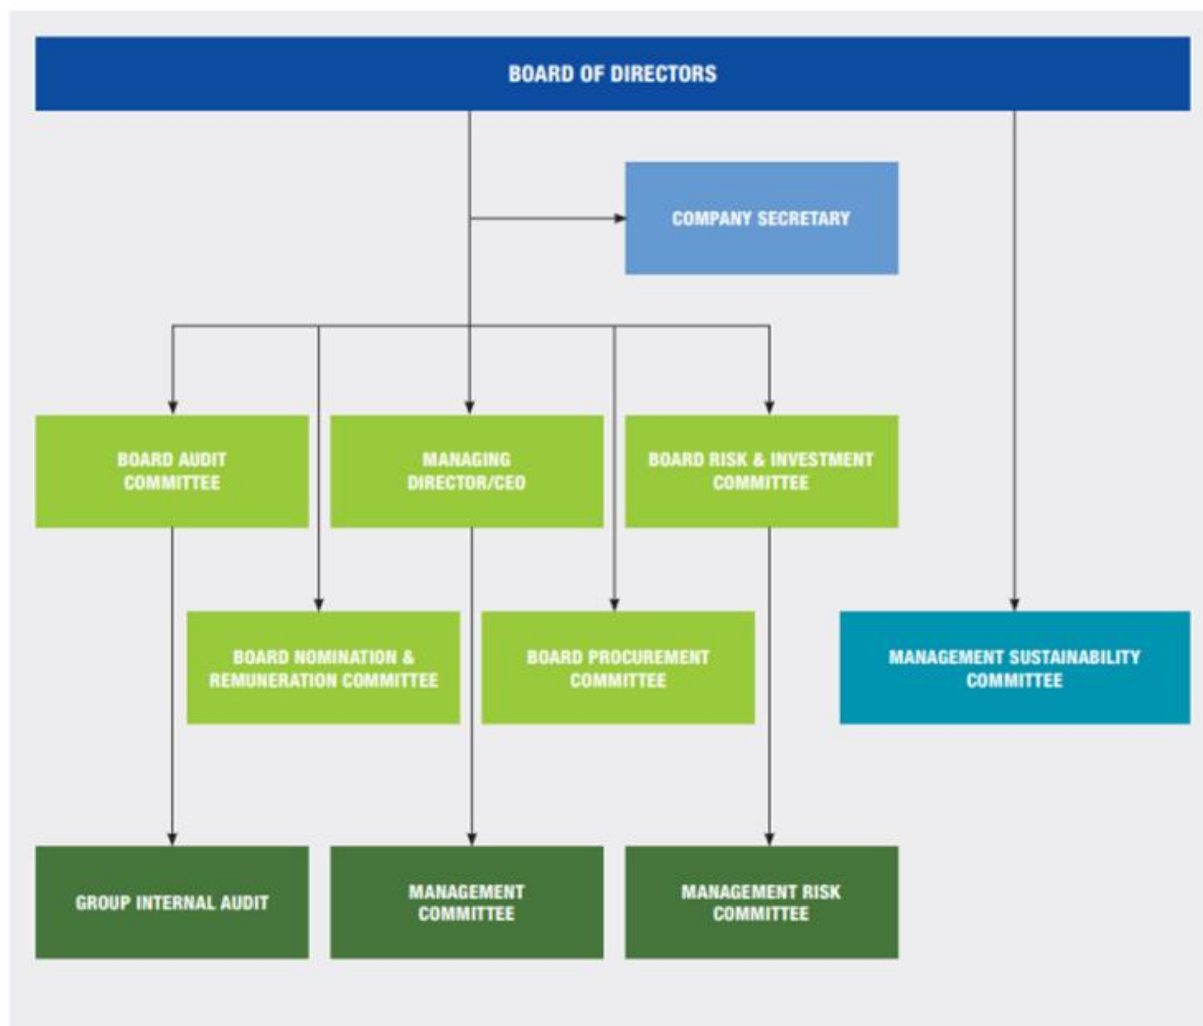 BOARD OF DIRECTORS
COMPANY SECRETARY
BOARD AUDIT
COMMITTEE
MANAGING
DIRECTOR/CEO
BOARD RISK & INVESTMENT
COMMITTEE
BOARD NOMINATION &
REMUNERATION COMMITTEE
BOARD PROCUREMENT
COMMITTEE
MANAGEMENT SUSTAINABILITY
COMMITTEE
GROUP INTERNAL AUDIT
MANAGEMENT
COMMITTEE
MANAGEMENT RISK
COMMITTEE